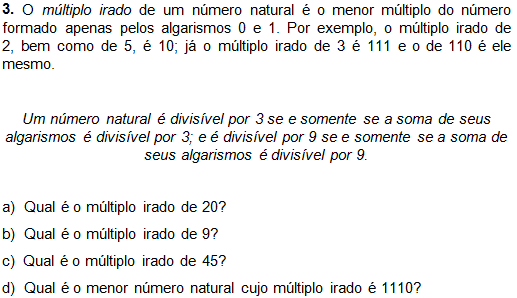 3. O múltiplo irado de um número natural é o menor múltiplo do número
formado apenas pelos algarismos 0 e 1. Por exemplo, o múltiplo irado de
2, bem como de 5, é 10; já o múltiplo irado de 3 é 111 e o de 110 é ele
mesmo.
Um número natural é divisível por 3 se e somente se a soma de seus
algarismos é divisível por 3; e é divisível por 9 se e somente se a soma de
seus algarismos é divisível por 9.
a) Qual é o múltiplo irado de 20?
b) Qual é o múltiplo irado de 9?
c) Qual é o múltiplo irado de 45?
d) Qual é o menor número natural cujo múltiplo irado é 1110?